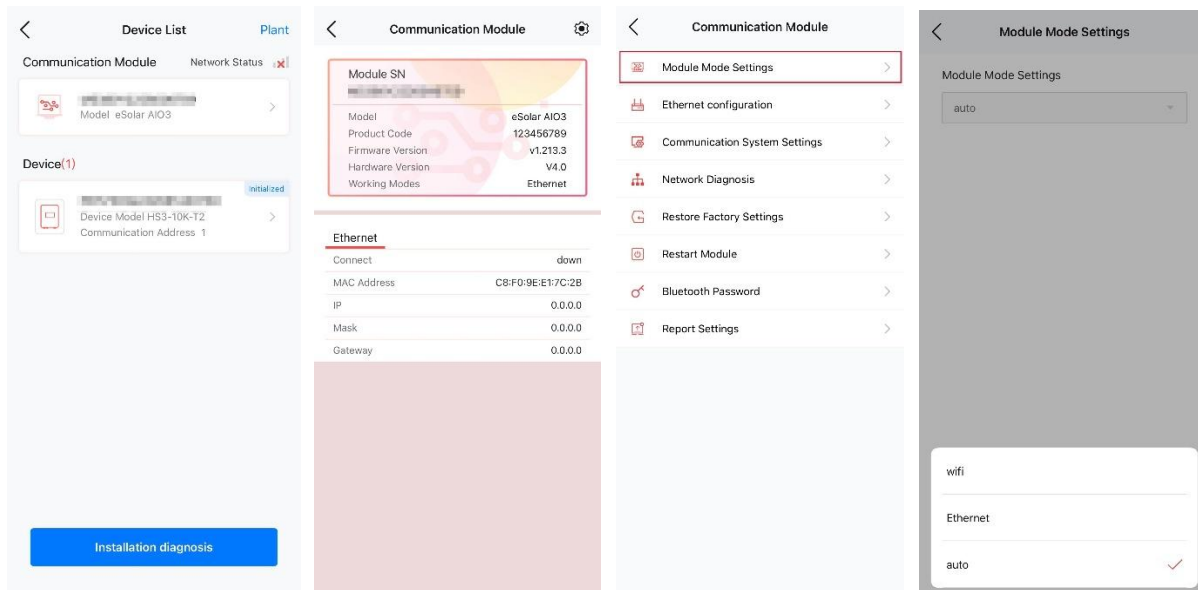 Device List
Plant
Communication Module
Network Status
Model eSolar AIO3
Device(1)
Initialized
Device Model HS3-10K-T2
Communication Address 1
Installation diagnosis
Communication Module
Module SN
Model eSolar AIO3
Product Code 123456789
Firmware Version v1.213.3
Hardware Version V4.0
Working Modes Ethernet
Ethernet
Connect down
MAC Address C8:F0:9E:E1:7C:2B
IP 0.0.0.0
Mask 0.0.0.0
Gateway 0.0.0.0
Communication Module
Module Mode Settings
Ethernet configuration
Communication System Settings
Network Diagnosis
Restore Factory Settings
Restart Module
Bluetooth Password
Report Settings
Module Mode Settings
Module Mode Settings
auto
wifi
Ethernet
auto